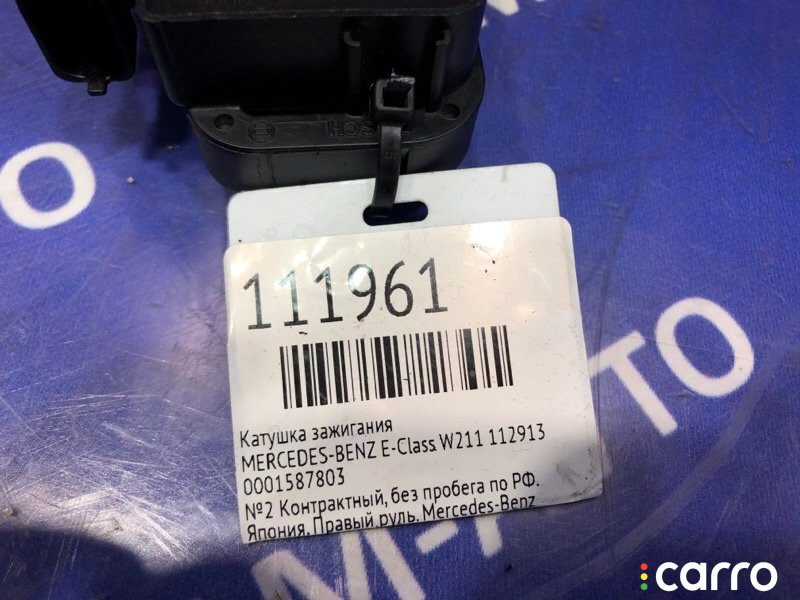 BOSCH
111961
Катушка зажигания
MERCEDES-BENZ E-Class W211 112913
0001587803
№2 Контрактный, без пробега по РФ.
Япония. Правый руль. Mercedes-Benz
М-АВТО
carro